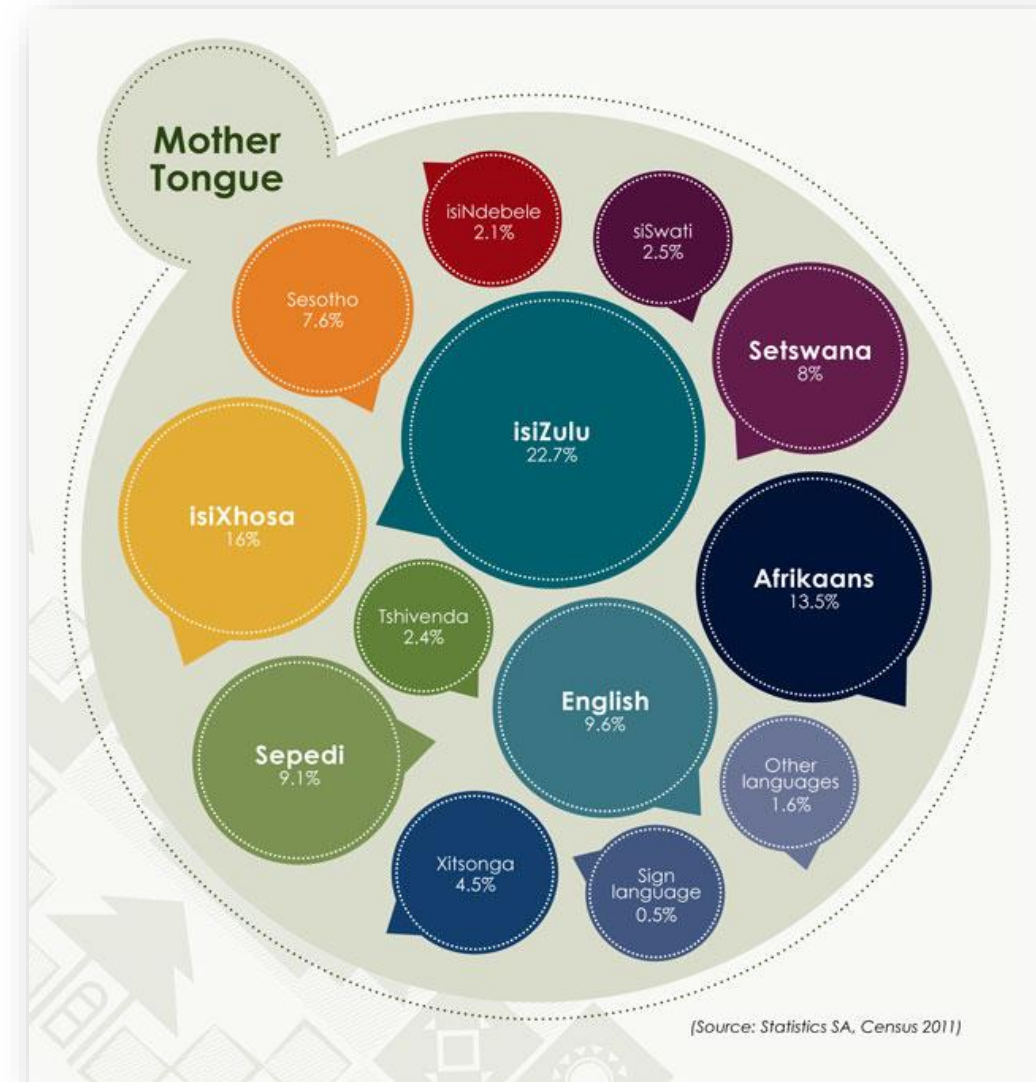 Mother
Tongue
isiNdebele
2.1%
siSwati
2.5%
Sesotho
7.6%
Setswana
8%
isiZulu
22.7%
isiXhosa
16%
Afrikaans
13.5%
Tshivenda
2.4%
English
9.6%
Sepedi
9.1%
Other
languages
1.6%
Xitsonga
4.5%
Sign
language
0.5%
(Source: Statistics SA, Census 2011)